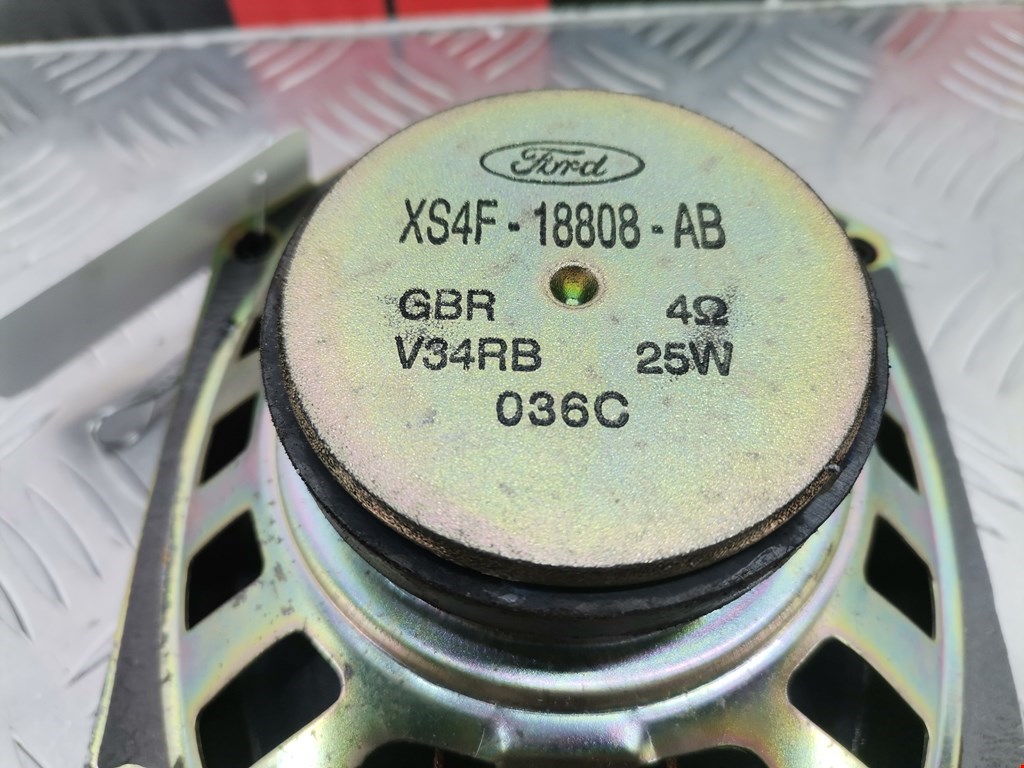 Ford
XS4F - 18808 - AB
GBR 4Ω
V34RB 25W
036C